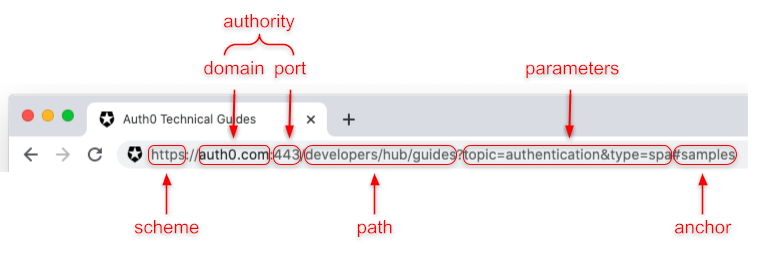 authority
domain port parameters
Auth0 Technical Guides
https://auth0.com:443/developers/hub/guides?topic=authentication&type=spa#samples
scheme path anchor